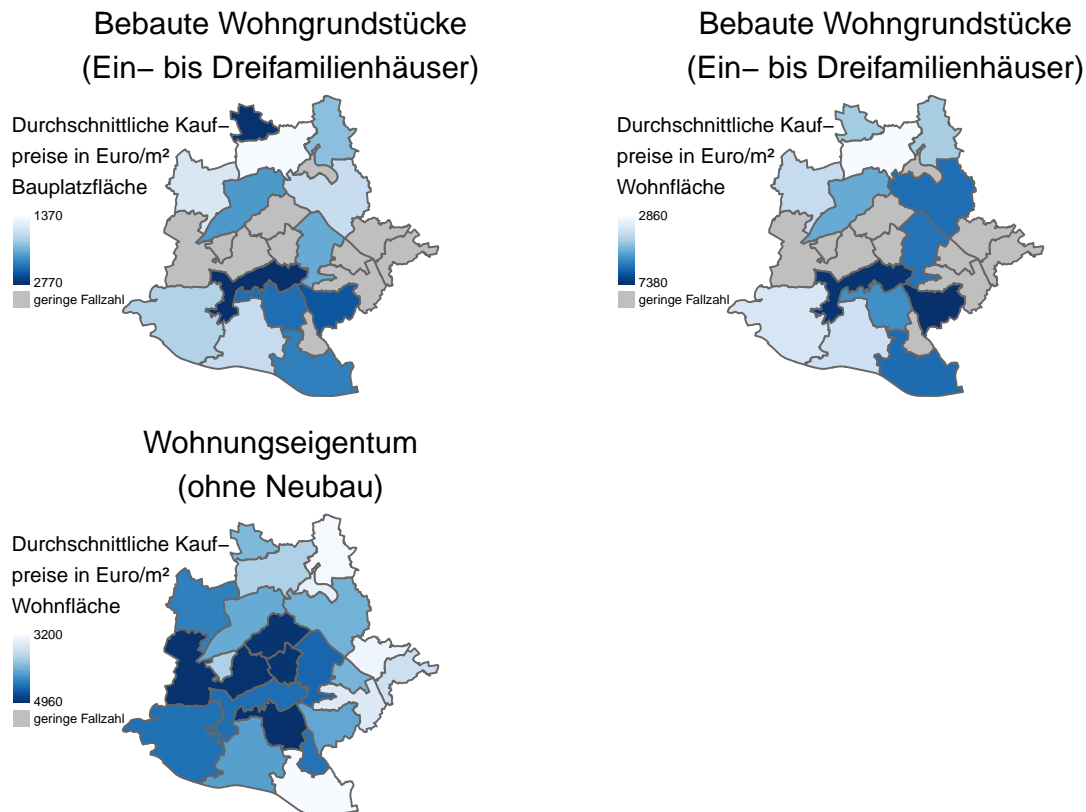 Bebaute Wohngrundstücke
(Ein– bis Dreifamilienhäuser)
Durchschnittliche Kauf–
preise in Euro/m²
Bauplatzfläche
1370
2770
geringe Fallzahl
Bebaute Wohngrundstücke
(Ein– bis Dreifamilienhäuser)
Durchschnittliche Kauf–
preise in Euro/m²
Wohnfläche
2860
7380
geringe Fallzahl
Wohnungseigentum
(ohne Neubau)
Durchschnittliche Kauf–
preise in Euro/m²
Wohnfläche
3200
4960
geringe Fallzahl